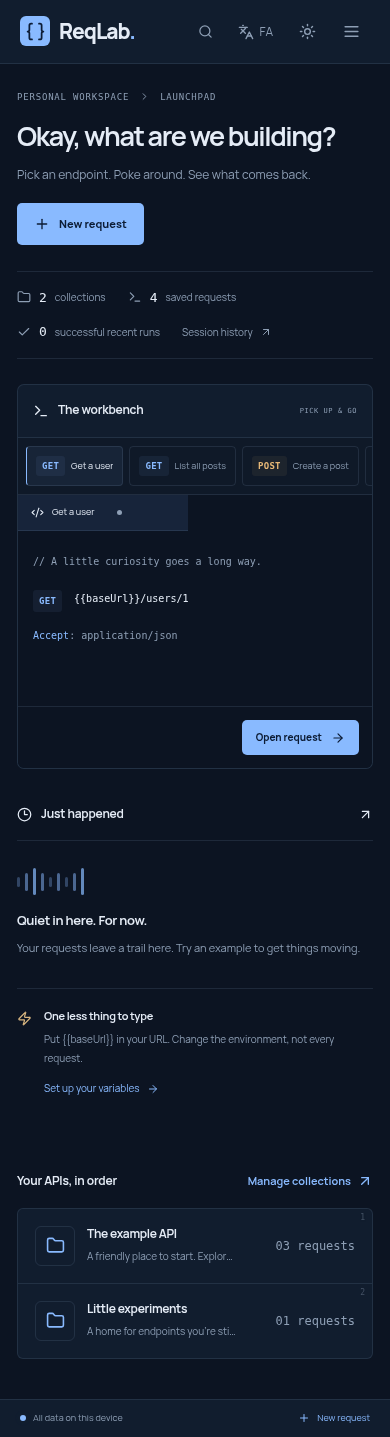 { } ReqLab.
FA
PERSONAL WORKSPACE > LAUNCHPAD
Okay, what are we building?
Pick an endpoint. Poke around. See what comes back.
+ New request
2 collections 4 saved requests
0 successful recent runs Session history
The workbench PICK UP & GO
GET Get a user GET List all posts POST Create a post
Get a user
// A little curiosity goes a long way.
GET {{baseUrl}}/users/1
Accept: application/json
Open request
Just happened
Quiet in here. For now.
Your requests leave a trail here. Try an example to get things moving.
One less thing to type
Put {{baseUrl}} in your URL. Change the environment, not every
request.
Set up your variables
Your APIs, in order Manage collections
1
The example API
A friendly place to start. Explor...
03 requests
2
Little experiments
A home for endpoints you're sti...
01 requests
All data on this device + New request